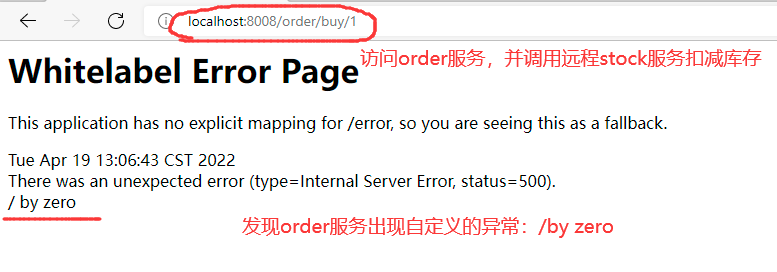 localhost:8008/order/buy/1
Whitelabel Error Page
访问order服务，并调用远程stock服务扣减库存
This application has no explicit mapping for /error, so you are seeing this as a fallback.
Tue Apr 19 13:06:43 CST 2022
There was an unexpected error (type=Internal Server Error, status=500).
/ by zero
发现order服务出现自定义的异常：/by zero